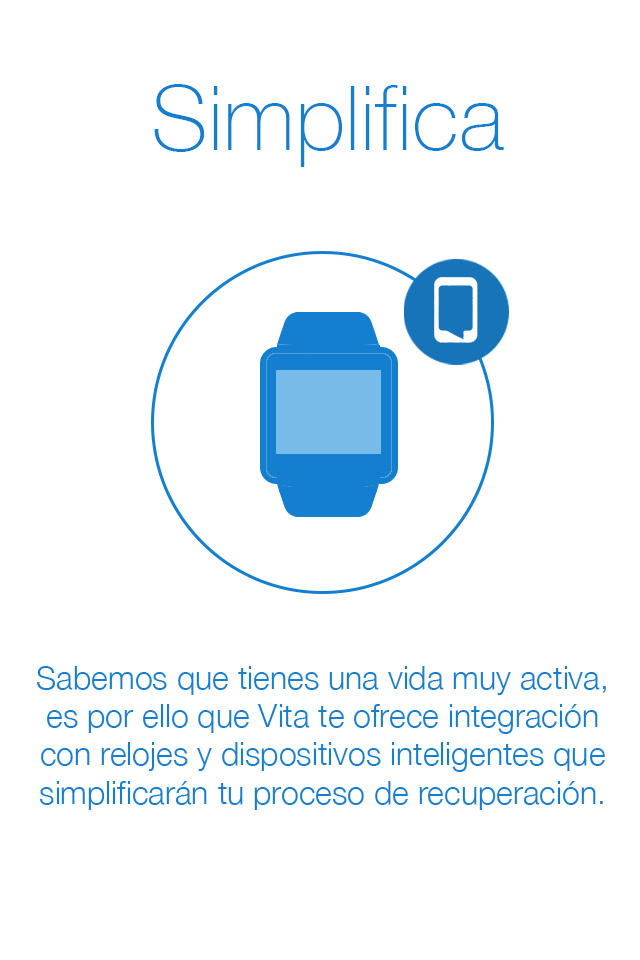 Simplifica
Sabemos que tienes una vida muy activa,
es por ello que Vita te ofrece integración
con relojes y dispositivos inteligentes que
simplificarán tu proceso de recuperación.